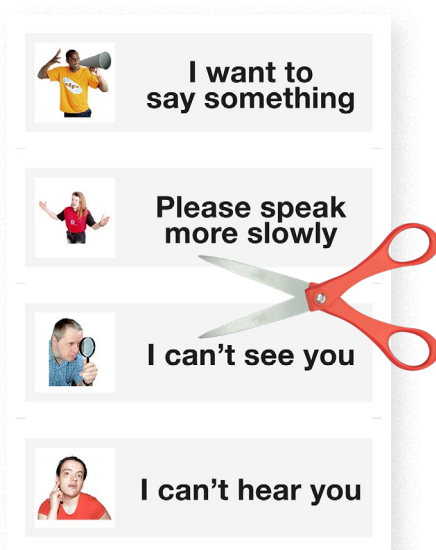 I want to
say something
Please speak
more slowly
I can't see you
I can't hear you